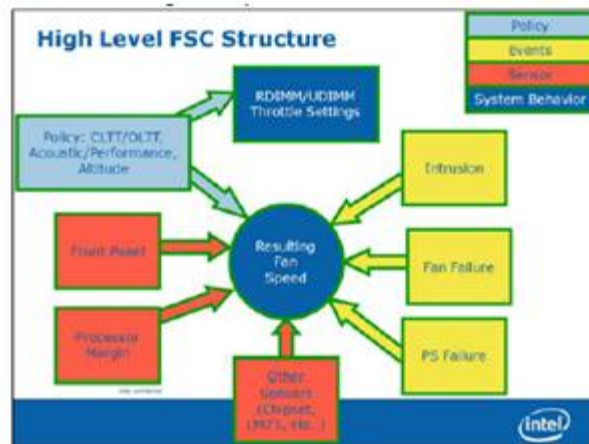 High Level FSC Structure
Policy
Events
Sensor
System Behavior
RDIMM/UDIMM
Throttle Settings
Policy: CLTT/OLTT,
Acoustic/Performance,
Altitude
Intrusion
Front Panel
Resulting
Fan
Speed
Fan Failure
Processor
Margin
PS Failure
Other
Sensors
(Chipset,
intel